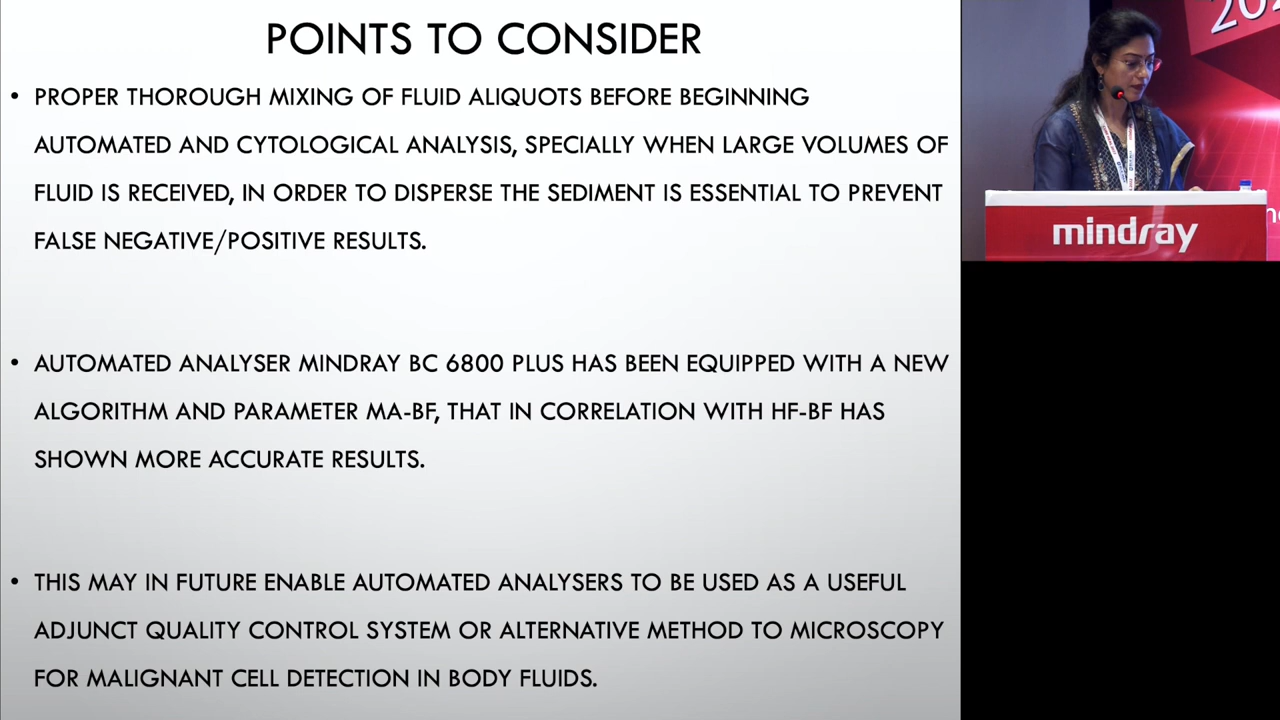 POINTS TO CONSIDER
• PROPER THOROUGH MIXING OF FLUID ALIQUOTS BEFORE BEGINNING
AUTOMATED AND CYTOLOGICAL ANALYSIS, SPECIALLY WHEN LARGE VOLUMES OF
FLUID IS RECEIVED, IN ORDER TO DISPERSE THE SEDIMENT IS ESSENTIAL TO PREVENT
FALSE NEGATIVE/POSITIVE RESULTS.
• AUTOMATED ANALYSER MINDRAY BC 6800 PLUS HAS BEEN EQUIPPED WITH A NEW
ALGORITHM AND PARAMETER MA-BF, THAT IN CORRELATION WITH HF-BF HAS
SHOWN MORE ACCURATE RESULTS.
• THIS MAY IN FUTURE ENABLE AUTOMATED ANALYSERS TO BE USED AS A USEFUL
ADJUNCT QUALITY CONTROL SYSTEM OR ALTERNATIVE METHOD TO MICROSCOPY
FOR MALIGNANT CELL DETECTION IN BODY FLUIDS.
mindray